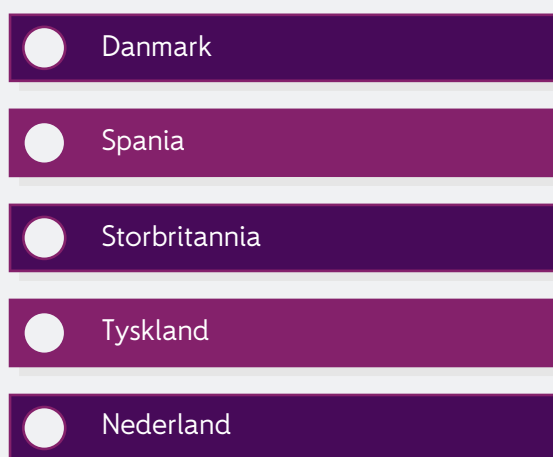 Danmark
Spania
Storbritannia
Tyskland
Nederland